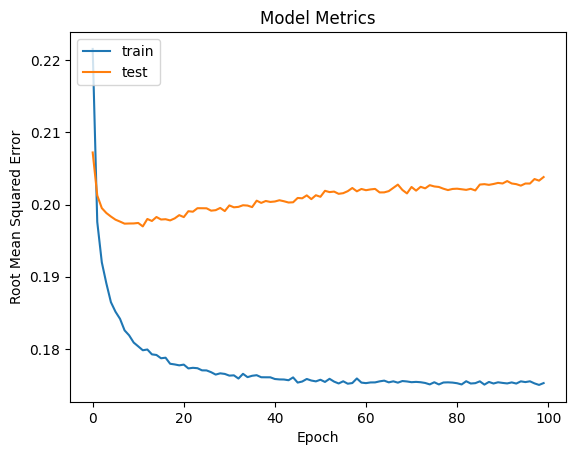 Model Metrics
train
test
Root Mean Squared Error
0.22
0.21
0.20
0.19
0.18
0 20 40 60 80 100
Epoch